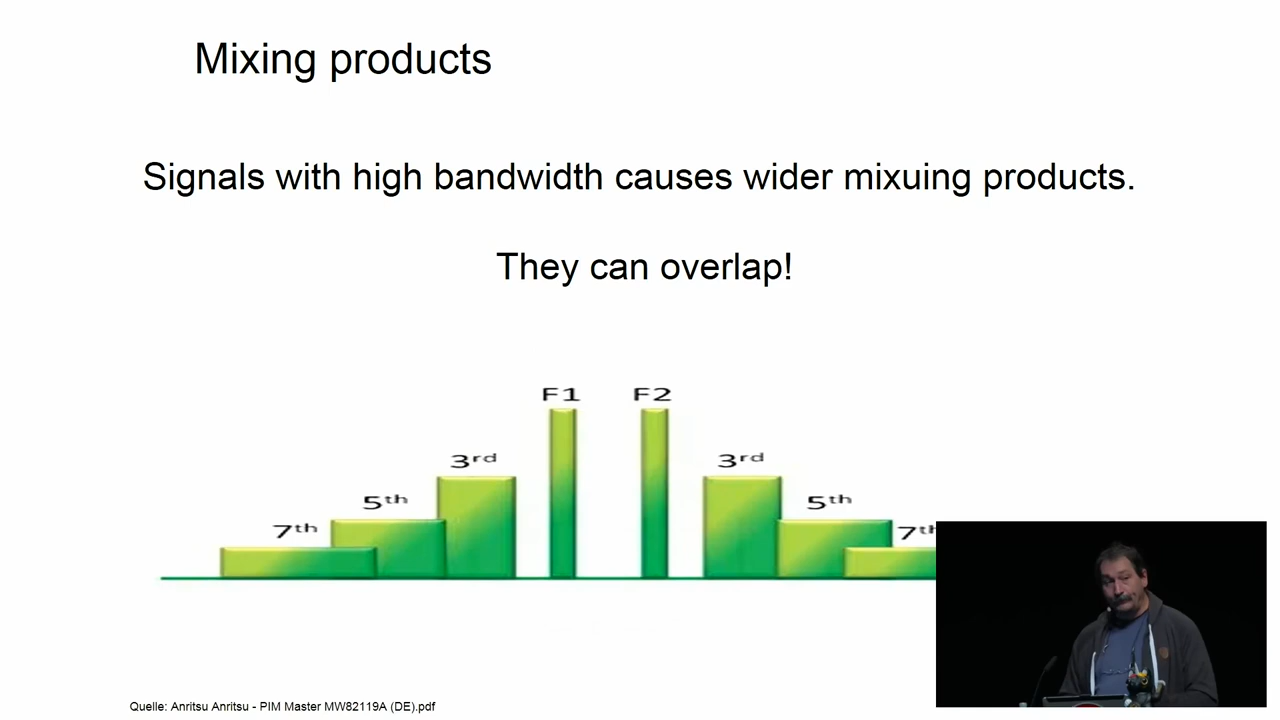 Mixing products
Signals with high bandwidth causes wider mixuing products.
They can overlap!
F1 F2
3rd 3rd
5th 5th
7th 7th
Quelle: Anritsu Anritsu - PIM Master MW82119A (DE).pdf